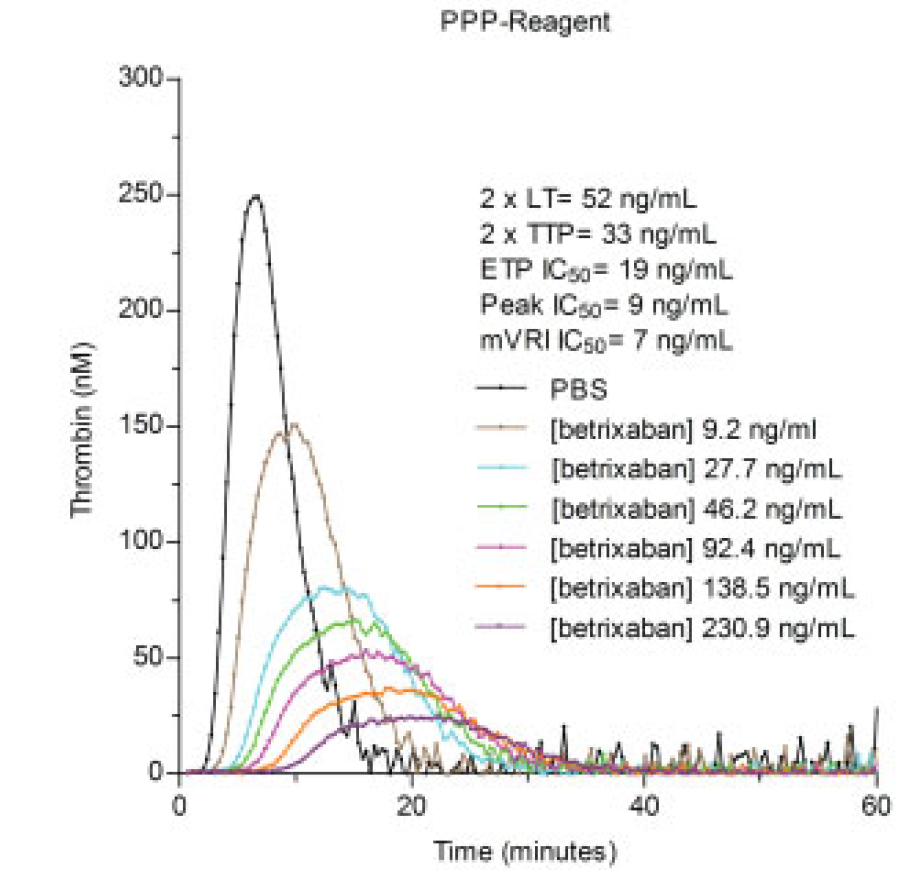 PPP-Reagent
300
250
200
150
100
50
0
Thrombin (nM)
2 x LT= 52 ng/mL
2 x TTP= 33 ng/mL
ETP IC50= 19 ng/mL
Peak IC50= 9 ng/mL
mVRI IC50= 7 ng/mL
PBS
[betrixaban] 9.2 ng/ml
[betrixaban] 27.7 ng/mL
[betrixaban] 46.2 ng/mL
[betrixaban] 92.4 ng/mL
[betrixaban] 138.5 ng/mL
[betrixaban] 230.9 ng/mL
0 20 40 60
Time (minutes)